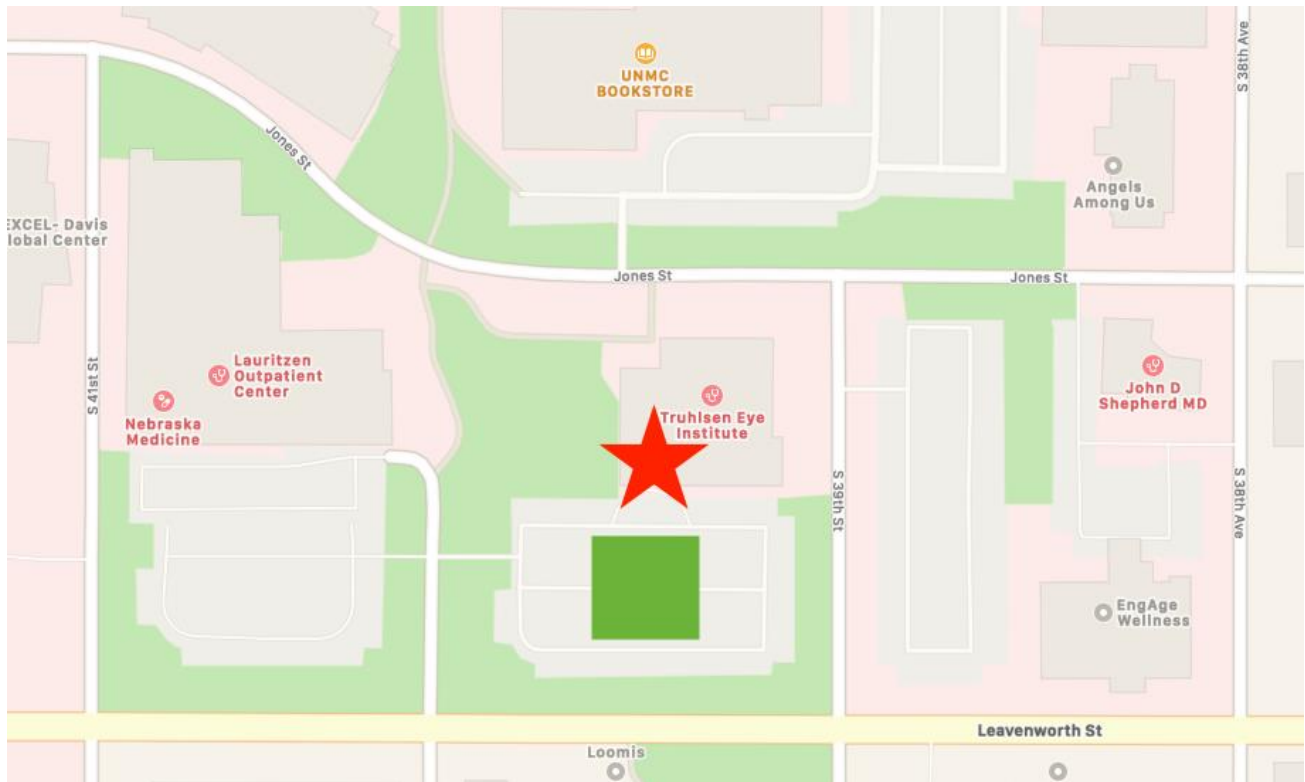 UNMC
BOOKSTORE
S 38th Ave
Jones St
Angels
Among Us
EXCEL- Davis
lobal Center
Jones St
Jones St
S 41st St
Lauritzen
Outpatient
Center
Nebraska
Medicine
Truhlsen Eye
Institute
John D
Shepherd MD
S 39th St
S 38th Ave
EngAge
Wellness
Leavenworth St
Loomis